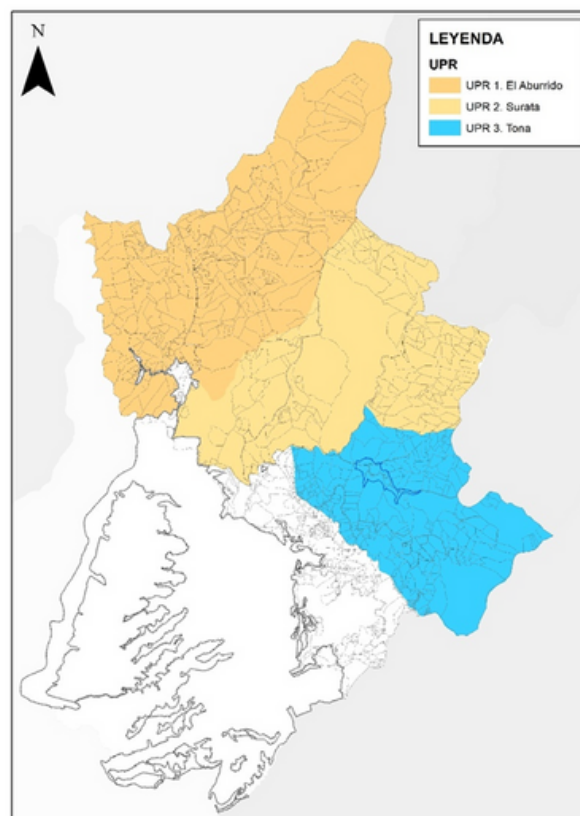 N
LEYENDA
UPR
UPR 1. El Aburrido
UPR 2. Surata
UPR 3. Tona